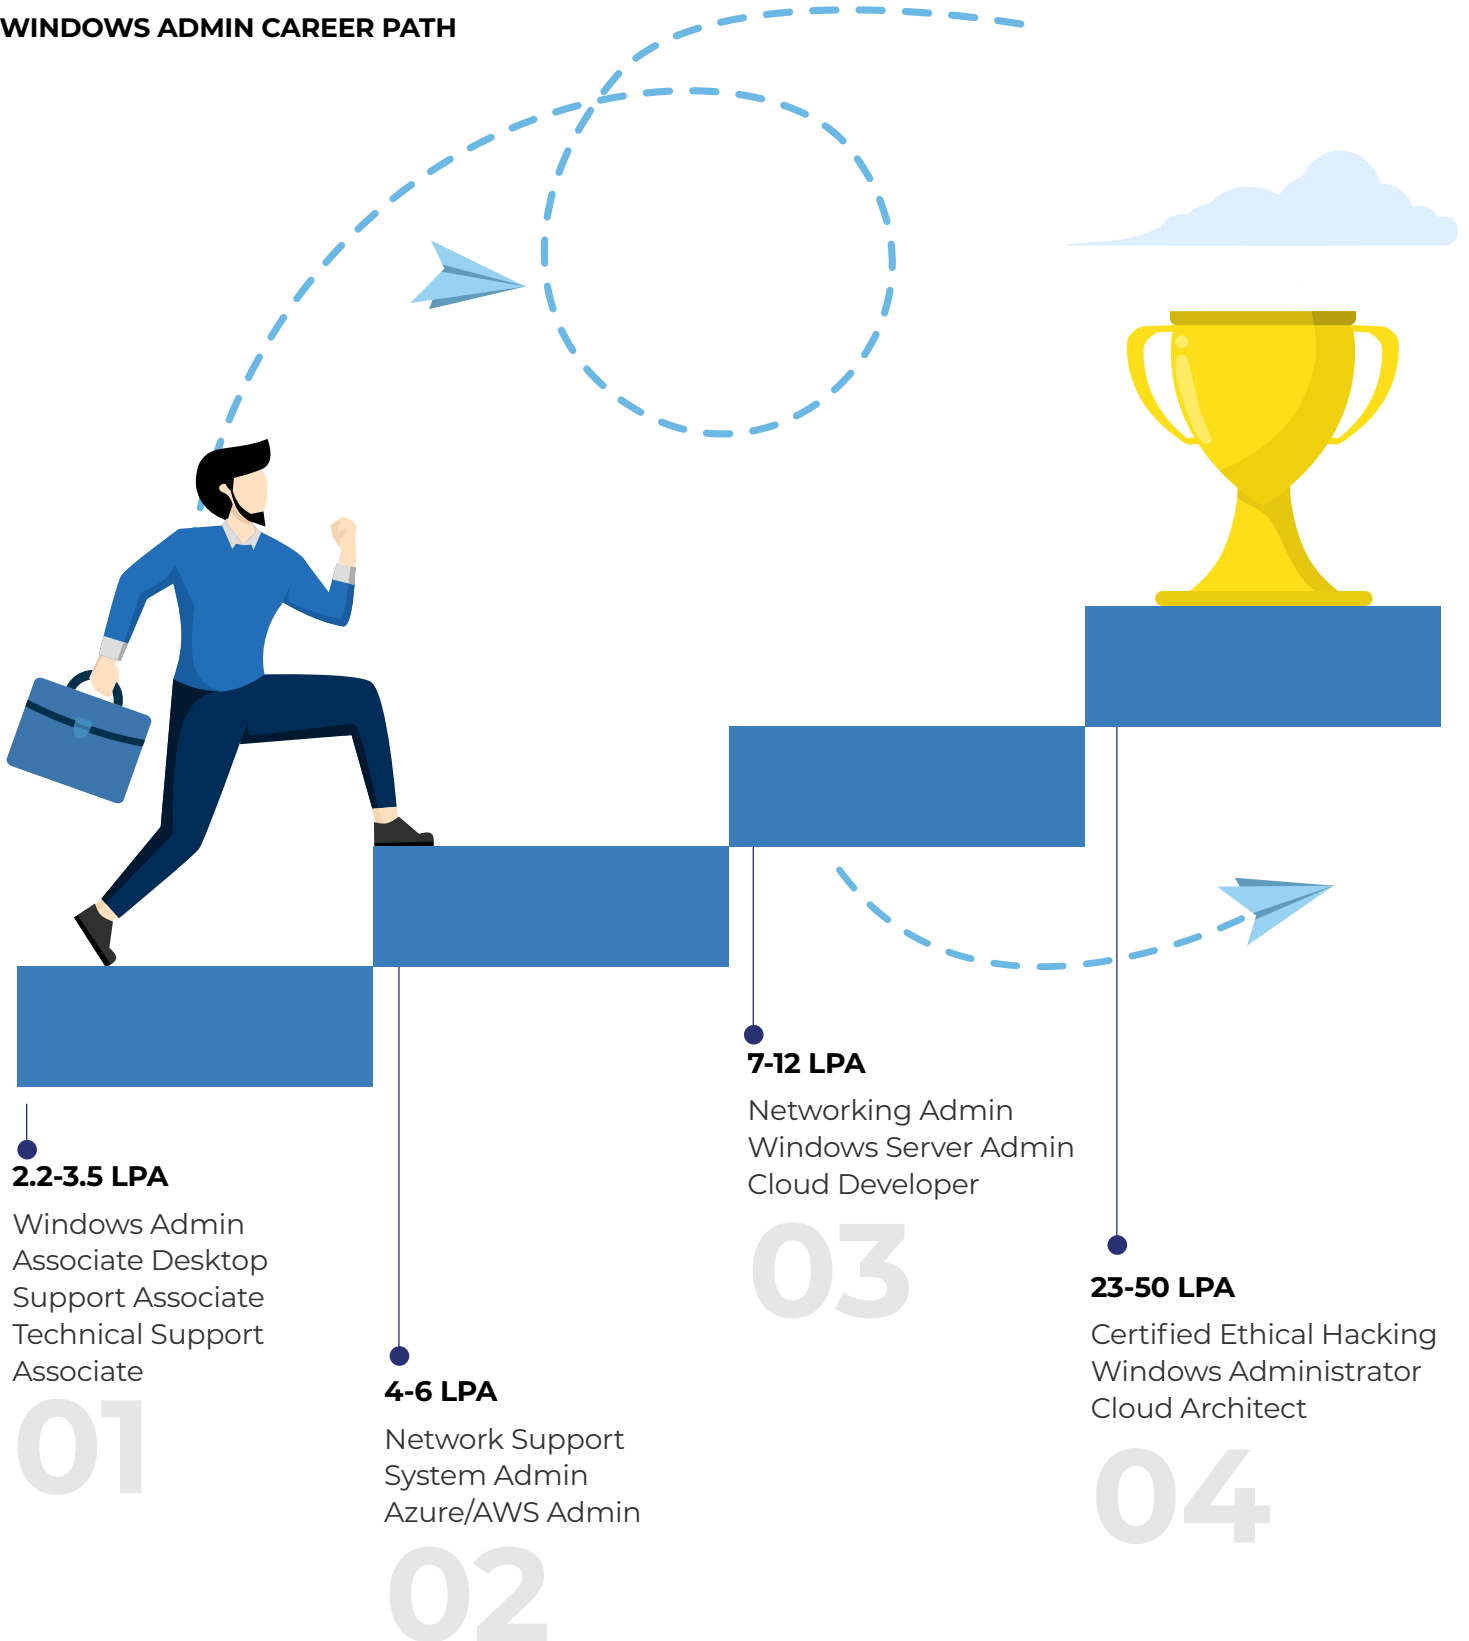 WINDOWS ADMIN CAREER PATH
2.2-3.5 LPA
Windows Admin
Associate Desktop
Support Associate
Technical Support
Associate
01
4-6 LPA
Network Support
System Admin
Azure/AWS Admin
02
7-12 LPA
Networking Admin
Windows Server Admin
Cloud Developer
03
23-50 LPA
Certified Ethical Hacking
Windows Administrator
Cloud Architect
04